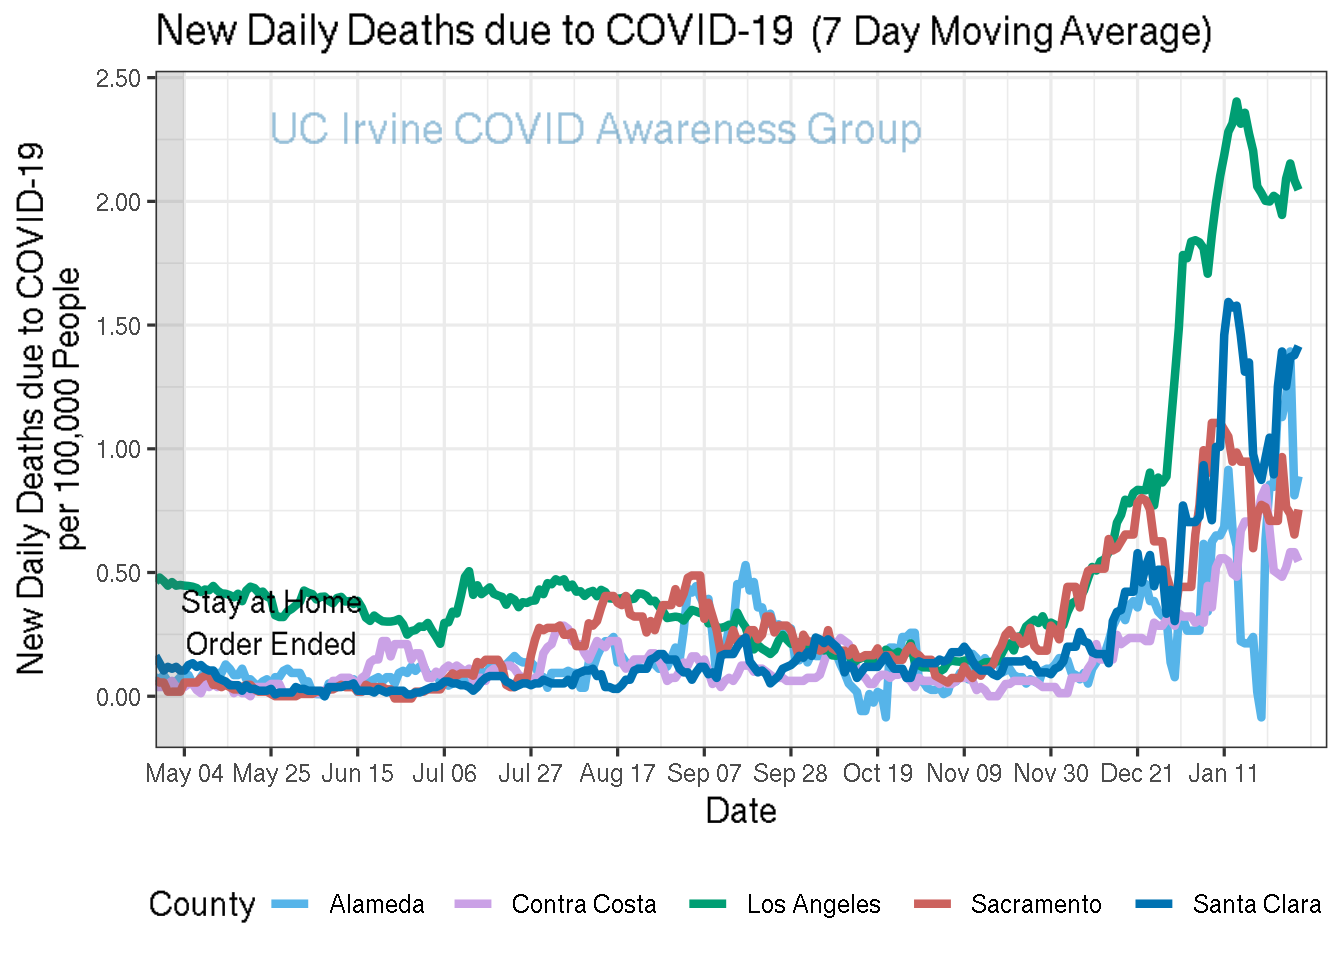 New Daily Deaths due to COVID-19 (7 Day Moving Average)
UC Irvine COVID Awareness Group
New Daily Deaths due to COVID-19
per 100,000 People
2.50
2.00
1.50
1.00
0.50
0.00
Stay at Home
Order Ended
May 04 May 25 Jun 15 Jul 06 Jul 27 Aug 17 Sep 07 Sep 28 Oct 19 Nov 09 Nov 30 Dec 21 Jan 11
Date
County Alameda Contra Costa Los Angeles Sacramento Santa Clara